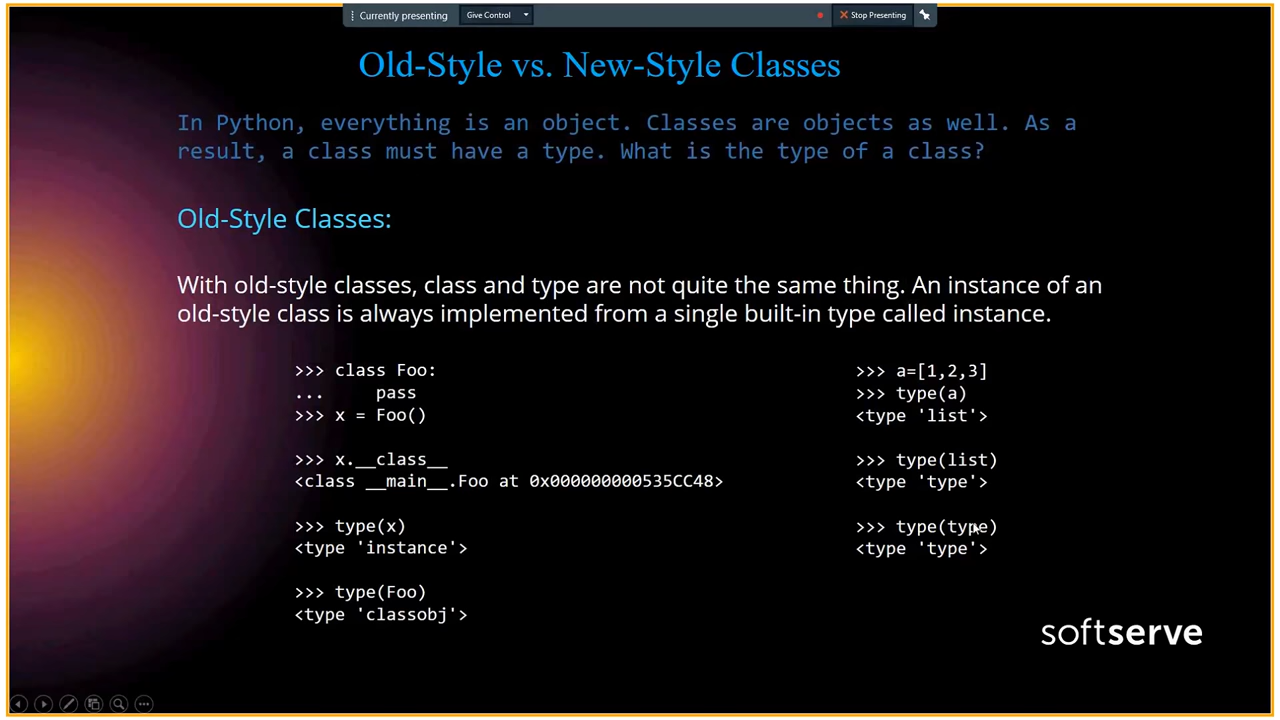 Currently presenting
Give Control
Stop Presenting
Old-Style vs. New-Style Classes
In Python, everything is an object. Classes are objects as well. As a
result, a class must have a type. What is the type of a class?
Old-Style Classes:
With old-style classes, class and type are not quite the same thing. An instance of an
old-style class is always implemented from a single built-in type called instance.
>>> class Foo:
...     pass
>>> x = Foo()
>>> x.__class__
<class __main__.Foo at 0x000000000535CC48>
>>> type(x)
<type 'instance'>
>>> type(Foo)
<type 'classobj'>
>>> a=[1,2,3]
>>> type(a)
<type 'list'>
>>> type(list)
<type 'type'>
>>> type(type)
<type 'type'>
softserve